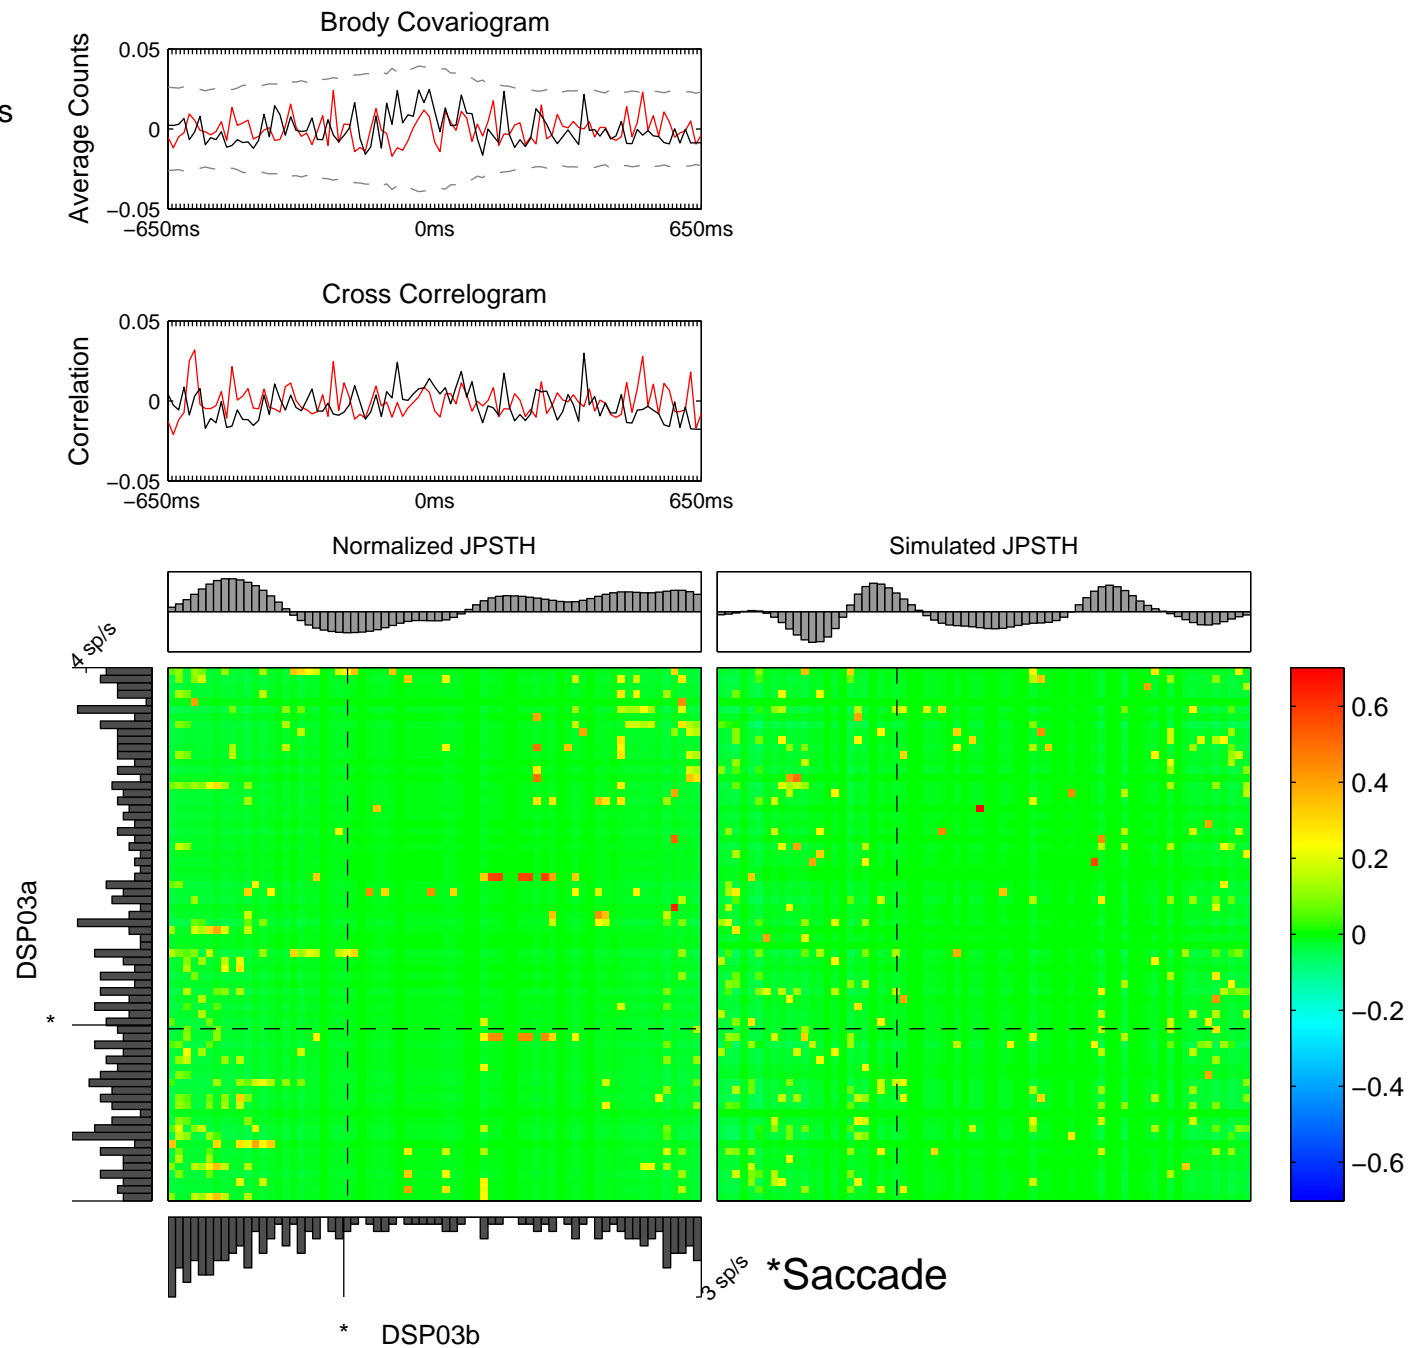 Brody Covariogram
s
Average Counts
0.05
0
−0.05
−650ms 0ms 650ms
Cross Correlogram
Correlation
0.05
0
−0.05
−650ms 0ms 650ms
Normalized JPSTH
Simulated JPSTH
4 sp/s
DSP03a
*
0.6
0.4
0.2
0
−0.2
−0.4
−0.6
3 sp/s
*Saccade
* DSP03b